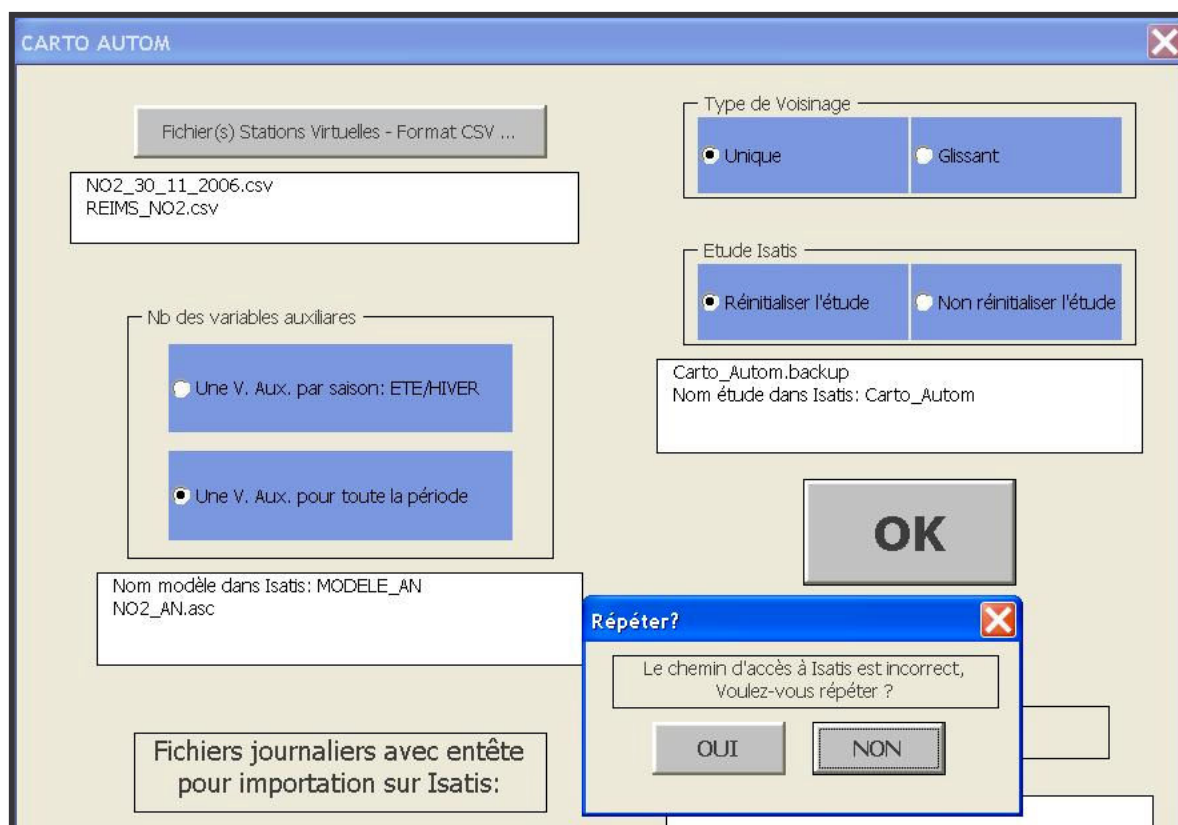 CARTO AUTOM
Fichier(s) Stations Virtuelles - Format CSV ...
NO2_30_11_2006.csv
REIMS_NO2.csv
Type de Voisinage
Unique
Glissant
Etude Isatis
Réinitialiser l'étude
Non réinitialiser l'étude
Carto_Autom.backup
Nom étude dans Isatis: Carto_Autom
Nb des variables auxiliares
Une V. Aux. par saison: ETE/HIVER
Une V. Aux. pour toute la période
Nom modèle dans Isatis: MODELE_AN
NO2_AN.asc
OK
Répéter?
Le chemin d'accès à Isatis est incorrect,
Voulez-vous répéter ?
OUI
NON
Fichiers journaliers avec entête
pour importation sur Isatis: